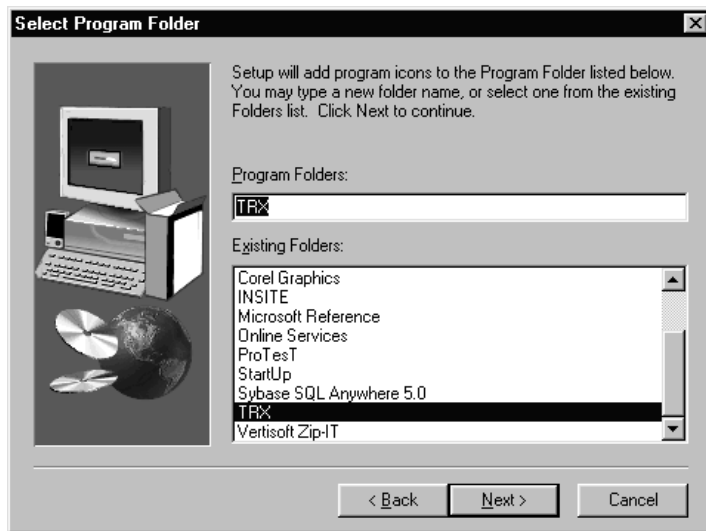 Select Program Folder
Setup will add program icons to the Program Folder listed below.
You may type a new folder name, or select one from the existing
Folders list.  Click Next to continue.
Program Folders:
TRX
Existing Folders:
Corel Graphics
INSITE
Microsoft Reference
Online Services
ProTesT
StartUp
Sybase SQL Anywhere 5.0
TRX
Vertisoft Zip-IT
< Back
Next >
Cancel